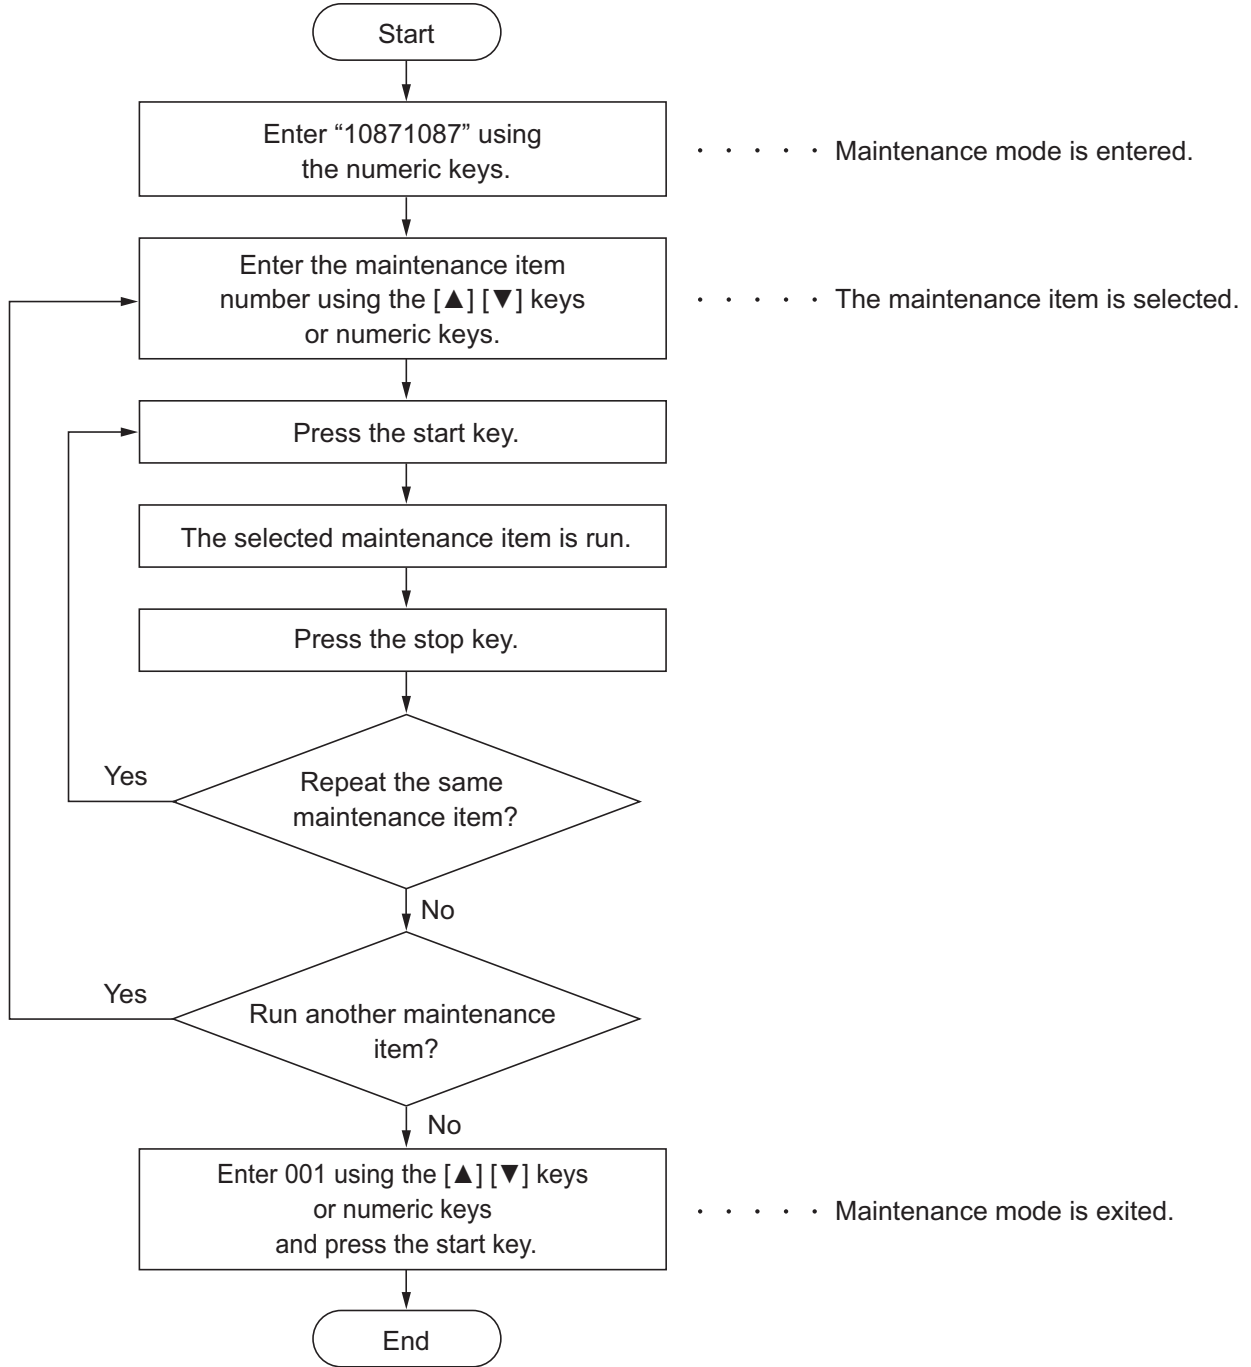 Start
Enter “10871087” using
the numeric keys.
· · · · · Maintenance mode is entered.
Enter the maintenance item
number using the [▲] [▼] keys
or numeric keys.
· · · · · The maintenance item is selected.
Press the start key.
The selected maintenance item is run.
Press the stop key.
Yes
Repeat the same
maintenance item?
No
Yes
Run another maintenance
item?
No
Enter 001 using the [▲] [▼] keys
or numeric keys
and press the start key.
· · · · · Maintenance mode is exited.
End